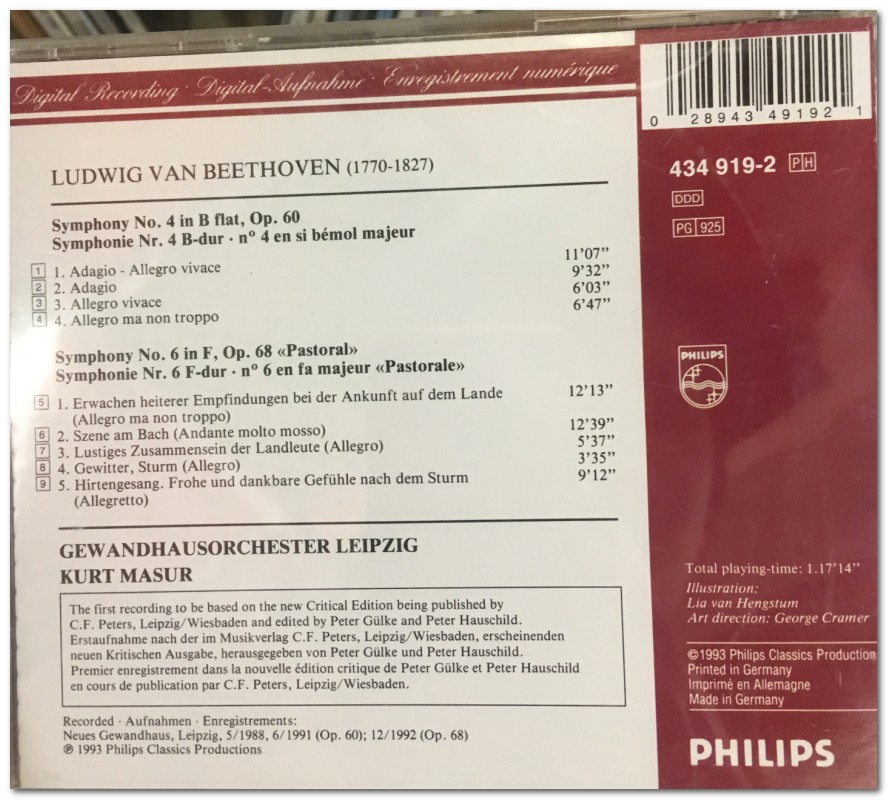 Digital Recording · Digital-Aufnahme · Enregistrement numérique
0 28943 49192 1
434 919-2 PH
DDD
PG 925
LUDWIG VAN BEETHOVEN (1770-1827)
Symphony No. 4 in B flat, Op. 60
Symphonie Nr. 4 B-dur · nº 4 en si bémol majeur
1 1. Adagio - Allegro vivace 11’07”
2 2. Adagio 9’32”
3 3. Allegro vivace 6’03”
4 4. Allegro ma non troppo 6’47”
Symphony No. 6 in F, Op. 68 «Pastoral»
Symphonie Nr. 6 F-dur · nº 6 en fa majeur «Pastorale»
5 1. Erwachen heiterer Empfindungen bei der Ankunft auf dem Lande 12’13”
(Allegro ma non troppo)
6 2. Szene am Bach (Andante molto mosso) 12’39”
7 3. Lustiges Zusammensein der Landleute (Allegro) 5’37”
8 4. Gewitter, Sturm (Allegro) 3’35”
9 5. Hirtengesang. Frohe und dankbare Gefühle nach dem Sturm 9’12”
(Allegretto)
PHILIPS
GEWANDHAUSORCHESTER LEIPZIG
KURT MASUR
The first recording to be based on the new Critical Edition being published by
C.F. Peters, Leipzig/Wiesbaden and edited by Peter Gülke and Peter Hauschild.
Erstaufnahme nach der im Musikverlag C.F. Peters, Leipzig/Wiesbaden, erscheinenden
neuen Kritischen Ausgabe, herausgegeben von Peter Gülke und Peter Hauschild.
Premier enregistrement dans la nouvelle édition critique de Peter Gülke et Peter Hauschild
en cours de publication par C.F. Peters, Leipzig/Wiesbaden.
Recorded · Aufnahmen · Enregistrements:
Neues Gewandhaus, Leipzig, 5/1988, 6/1991 (Op. 60); 12/1992 (Op. 68)
℗ 1993 Philips Classics Productions
Total playing-time: 1.17’14”
Illustration:
Lia van Hengstum
Art direction: George Cramer
©1993 Philips Classics Production
Printed in Germany
Imprimé en Allemagne
Made in Germany
PHILIPS